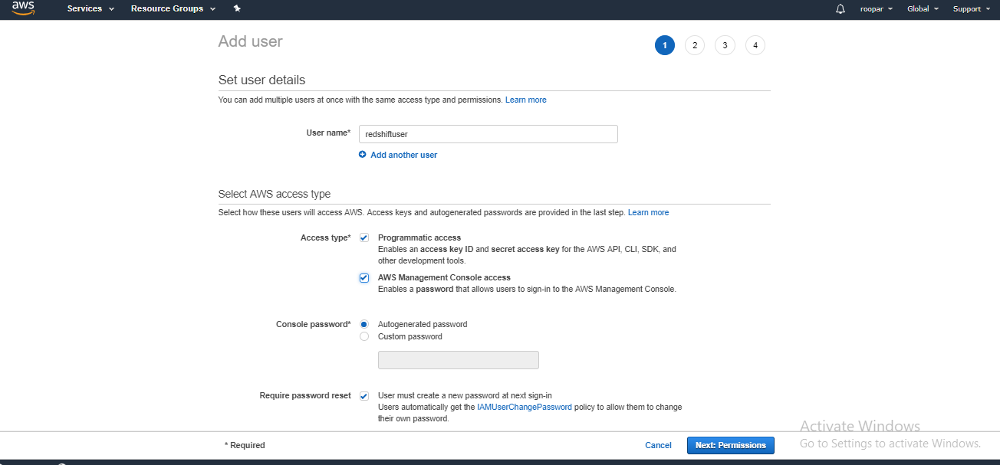 aws Services Resource Groups roopar Global Support
Add user
1 2 3 4
Set user details
You can add multiple users at once with the same access type and permissions. Learn more
User name* redshiftuser
Add another user
Select AWS access type
Select how these users will access AWS. Access keys and autogenerated passwords are provided in the last step. Learn more
Access type* Programmatic access
Enables an access key ID and secret access key for the AWS API, CLI, SDK, and
other development tools.
AWS Management Console access
Enables a password that allows users to sign-in to the AWS Management Console.
Console password* Autogenerated password
Custom password
Require password reset User must create a new password at next sign-in
Users automatically get the IAMUserChangePassword policy to allow them to change
their own password.
* Required Cancel Next: Permissions
Activate Windows
Go to Settings to activate Windows.